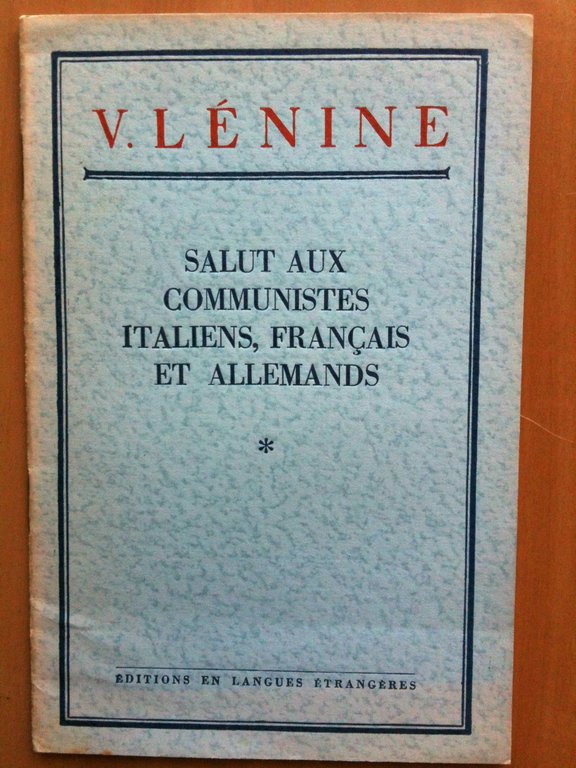 V. LÉNINE
SALUT AUX
COMMUNISTES
ITALIENS, FRANÇAIS
ET ALLEMANDS
*
ÉDITIONS EN LANGUES ÉTRANGÈRES